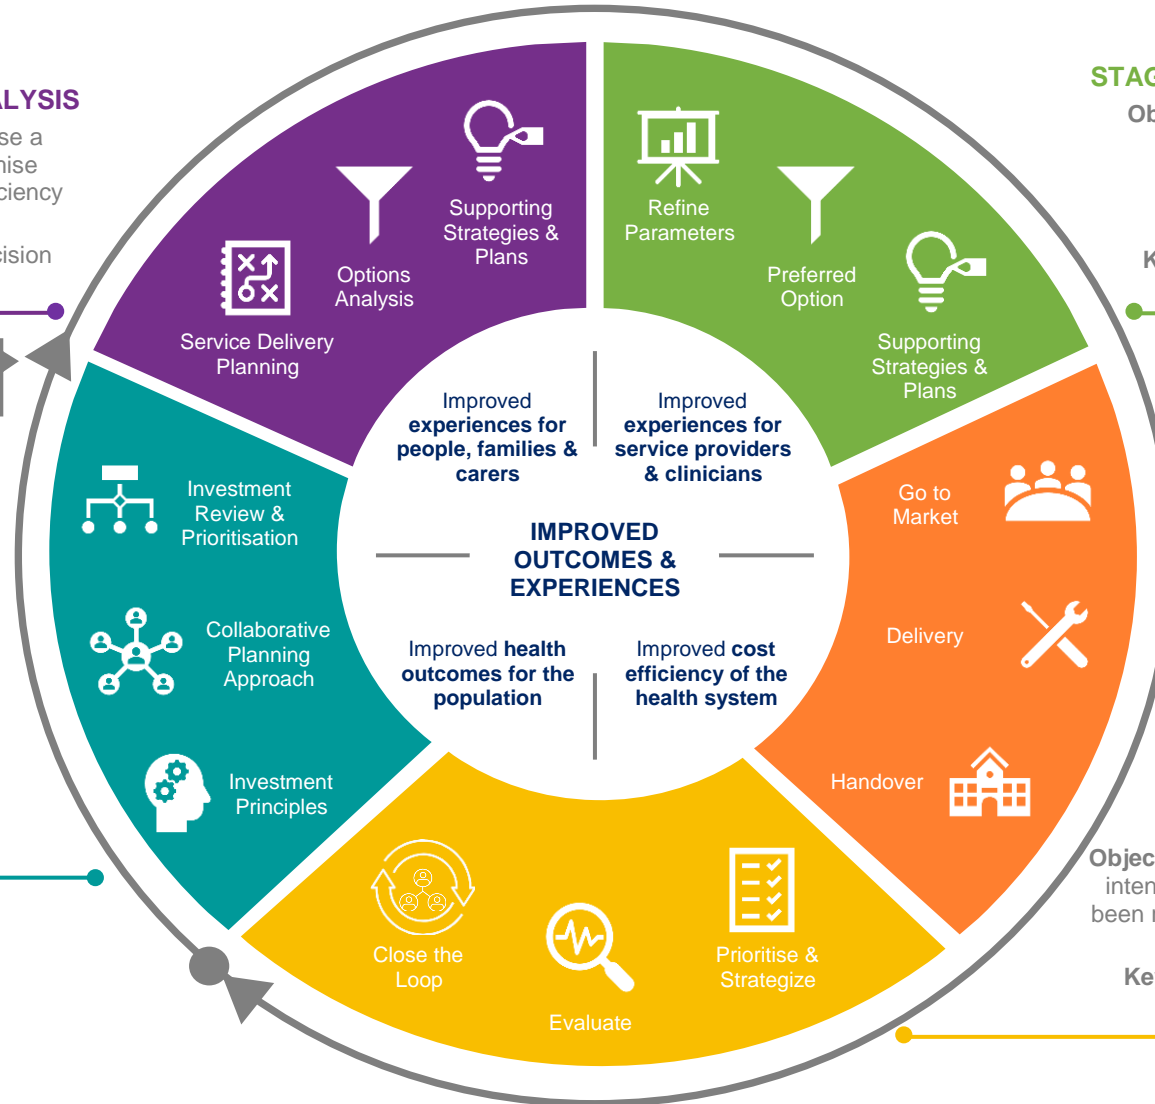 ALYSIS
se a
nise
ciency
cision
STAG
Ob
K
Supporting
Strategies &
Plans
Options
Analysis
Service Delivery
Planning
Refine
Parameters
Preferred
Option
Supporting
Strategies &
Plans
Improved
experiences for
people, families &
carers
Improved
experiences for
service providers
& clinicians
IMPROVED
OUTCOMES &
EXPERIENCES
Improved health
outcomes for the
population
Improved cost
efficiency of the
health system
Investment
Review &
Prioritisation
Collaborative
Planning
Approach
Investment
Principles
Go to
Market
Delivery
Handover
Close the
Loop
Evaluate
Prioritise &
Strategize
Objec
inten
been r
Ke